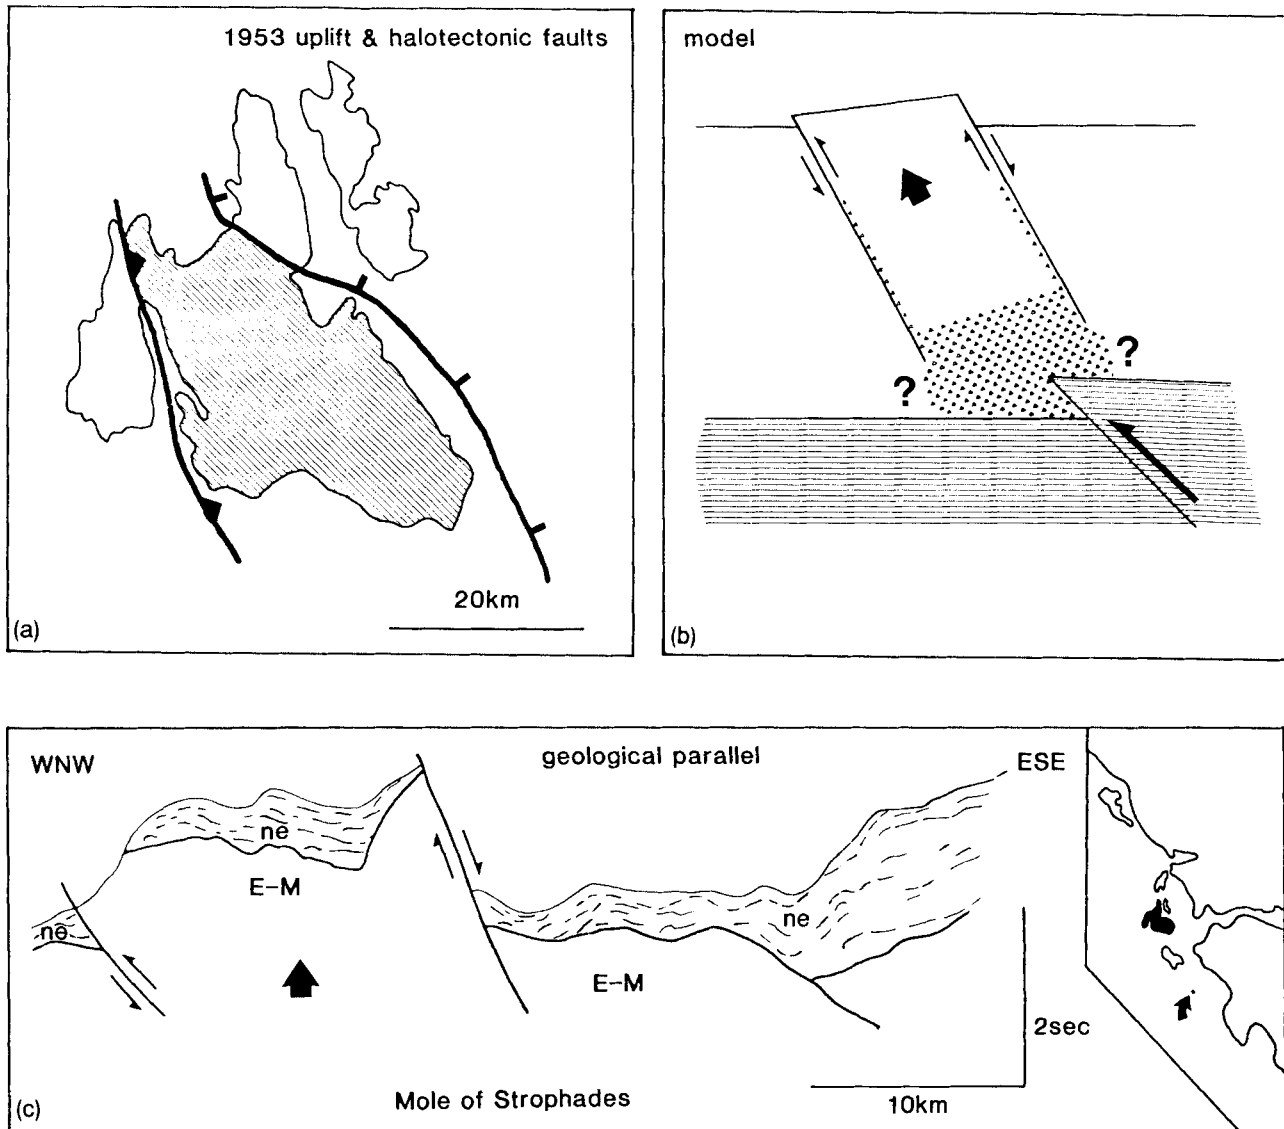 1953 uplift & halotectonic faults
20km
(a)
model
?
?
(b)
WNW
geological parallel
ESE
ne
E-M
ne
ne
E-M
2sec
10km
Mole of Strophades
(c)